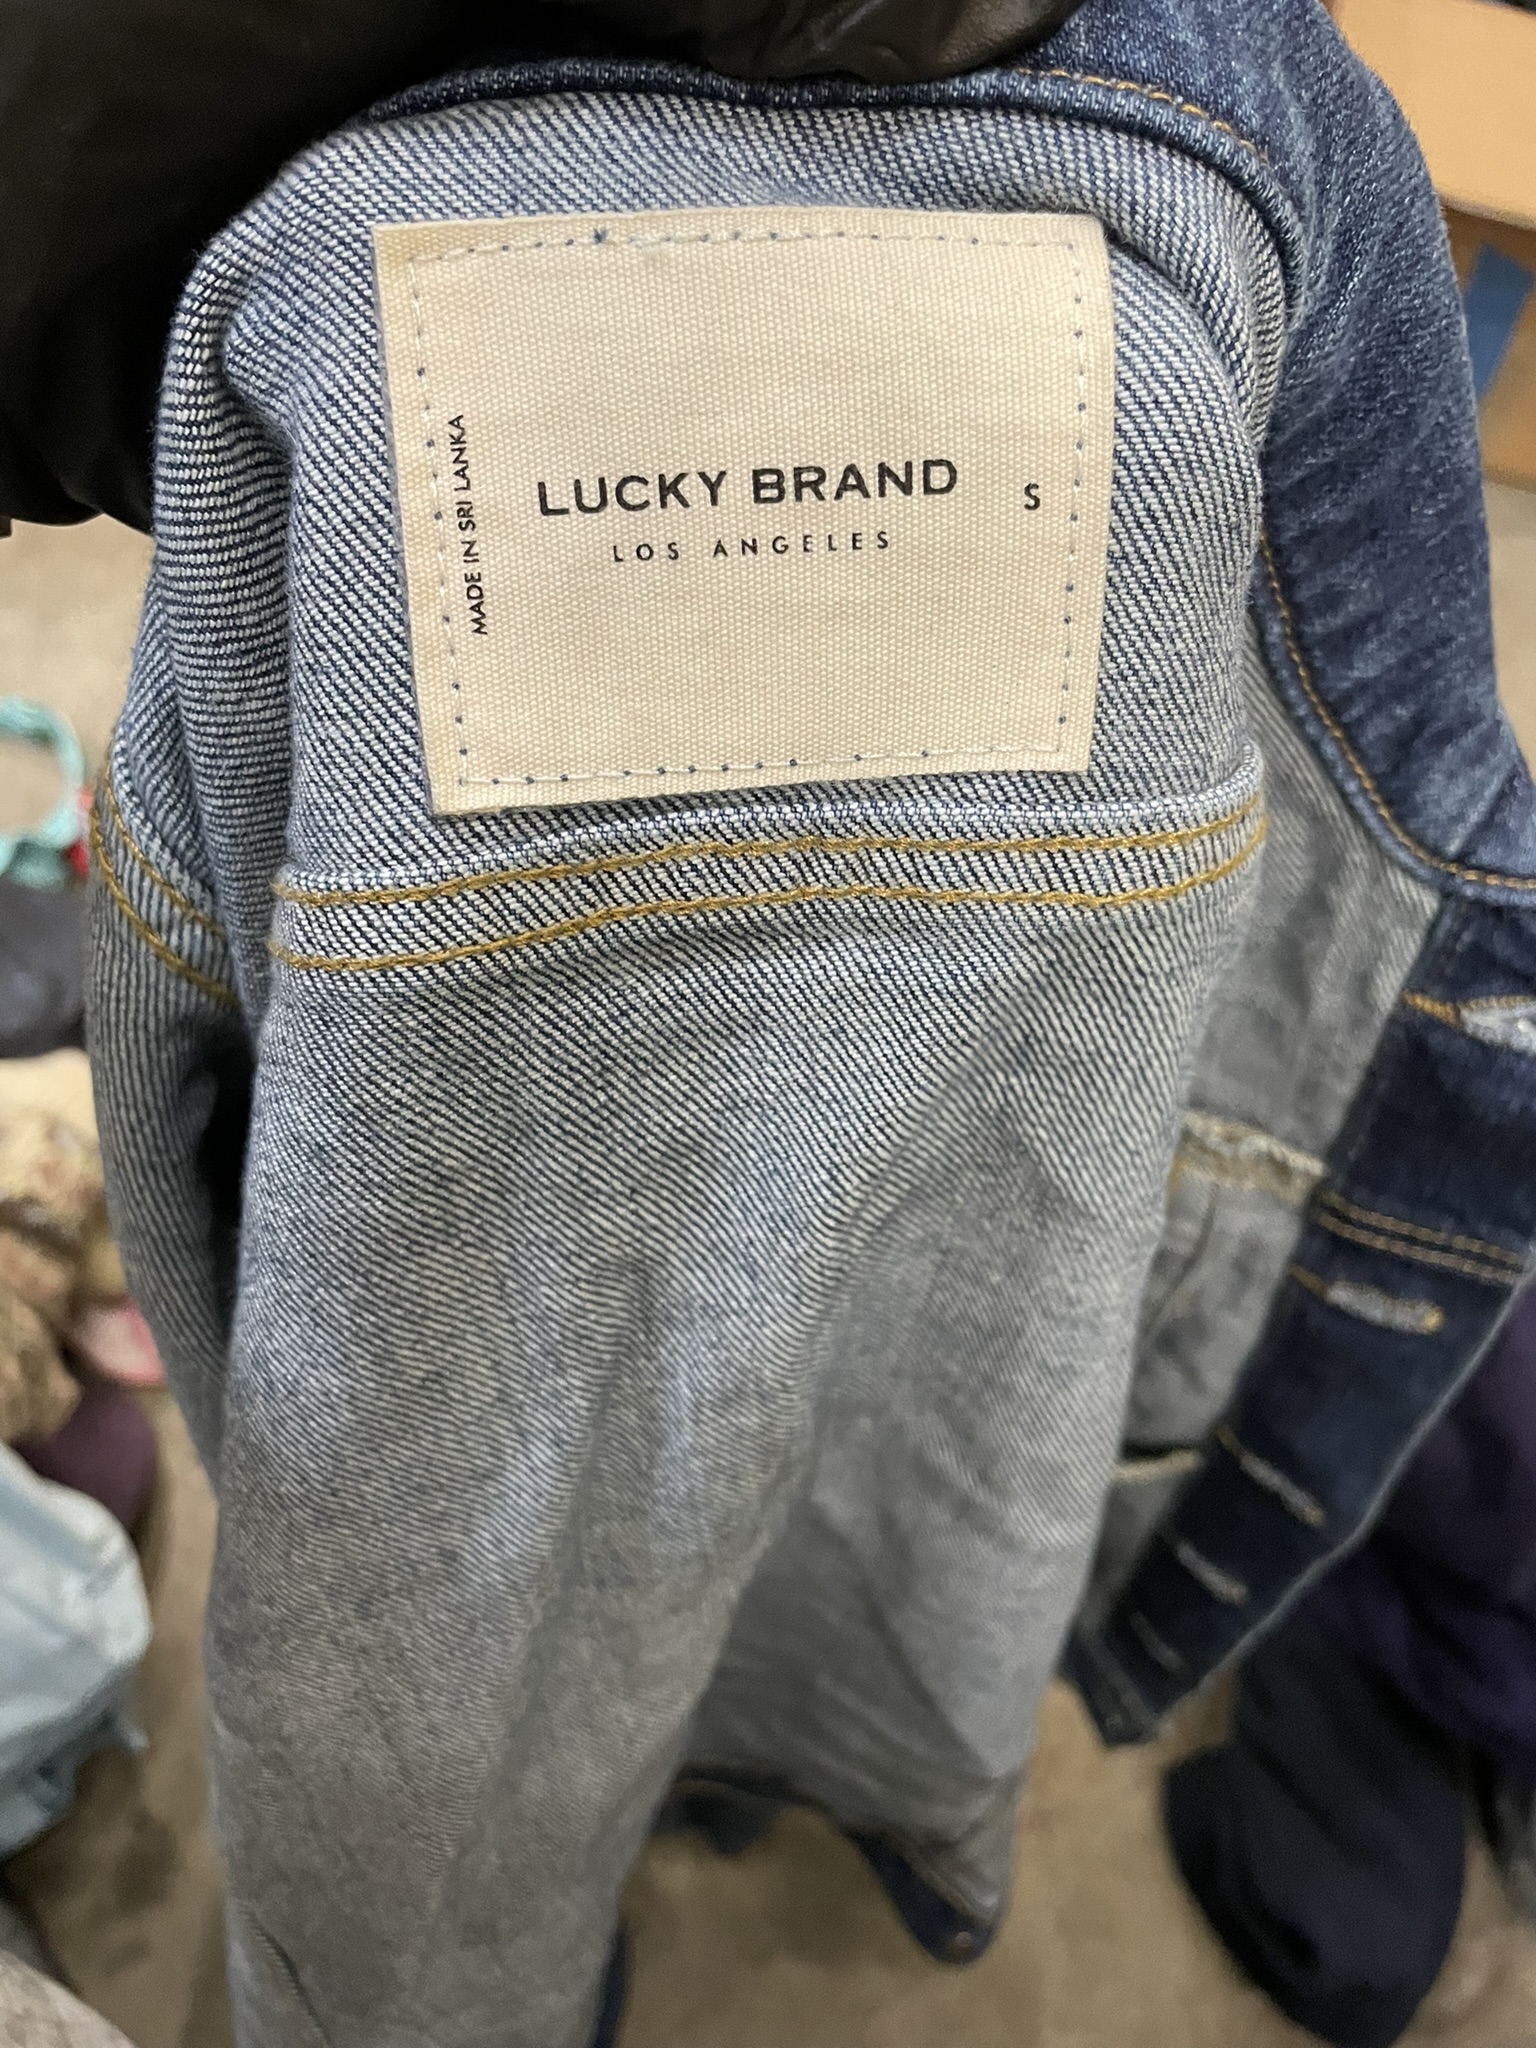 MADE IN SRI LANKA
LUCKY BRAND
LOS ANGELES
S